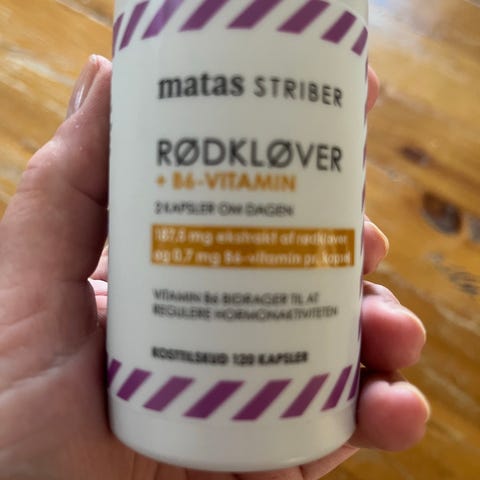 matas STRIBER
RØDKLØVER
+ B6-VITAMIN
2 KAPSLER OM DAGEN
187,5 mg ekstrakt af rødkløver
og 0,7 mg B6-vitamin pr. kapsel
VITAMIN B6 BIDRAGER TIL AT
REGULERE HORMONAKTIVITETEN
KOSTTILSKUD 120 KAPSLER